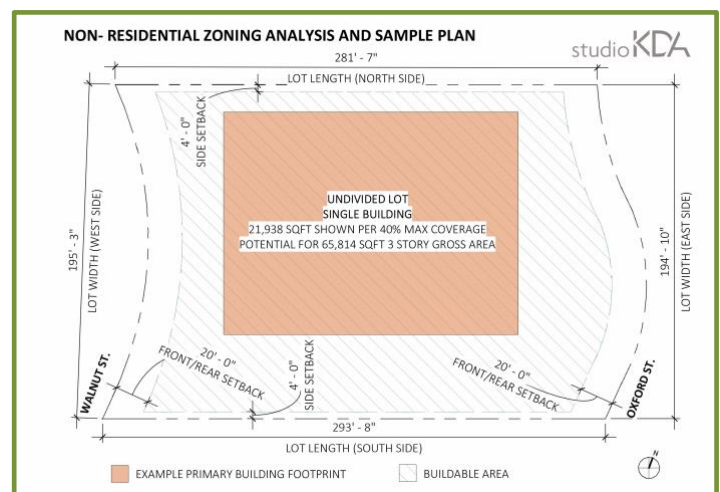 NON- RESIDENTIAL ZONING ANALYSIS AND SAMPLE PLAN
studio KDA
281' - 7"
LOT LENGTH (NORTH SIDE)
4' - 0"
SIDE SETBACK
195' - 3"
LOT WIDTH (WEST SIDE)
UNDIVIDED LOT
SINGLE BUILDING
21,938 SQFT SHOWN PER 40% MAX COVERAGE
POTENTIAL FOR 65,814 SQFT 3 STORY GROSS AREA
194' - 10"
LOT WIDTH (EAST SIDE)
WALNUT ST.
20' - 0"
FRONT/REAR SETBACK
4' - 0"
SIDE SETBACK
20' - 0"
FRONT/REAR SETBACK
OXFORD ST.
293' - 8"
LOT LENGTH (SOUTH SIDE)
EXAMPLE PRIMARY BUILDING FOOTPRINT
BUILDABLE AREA
N